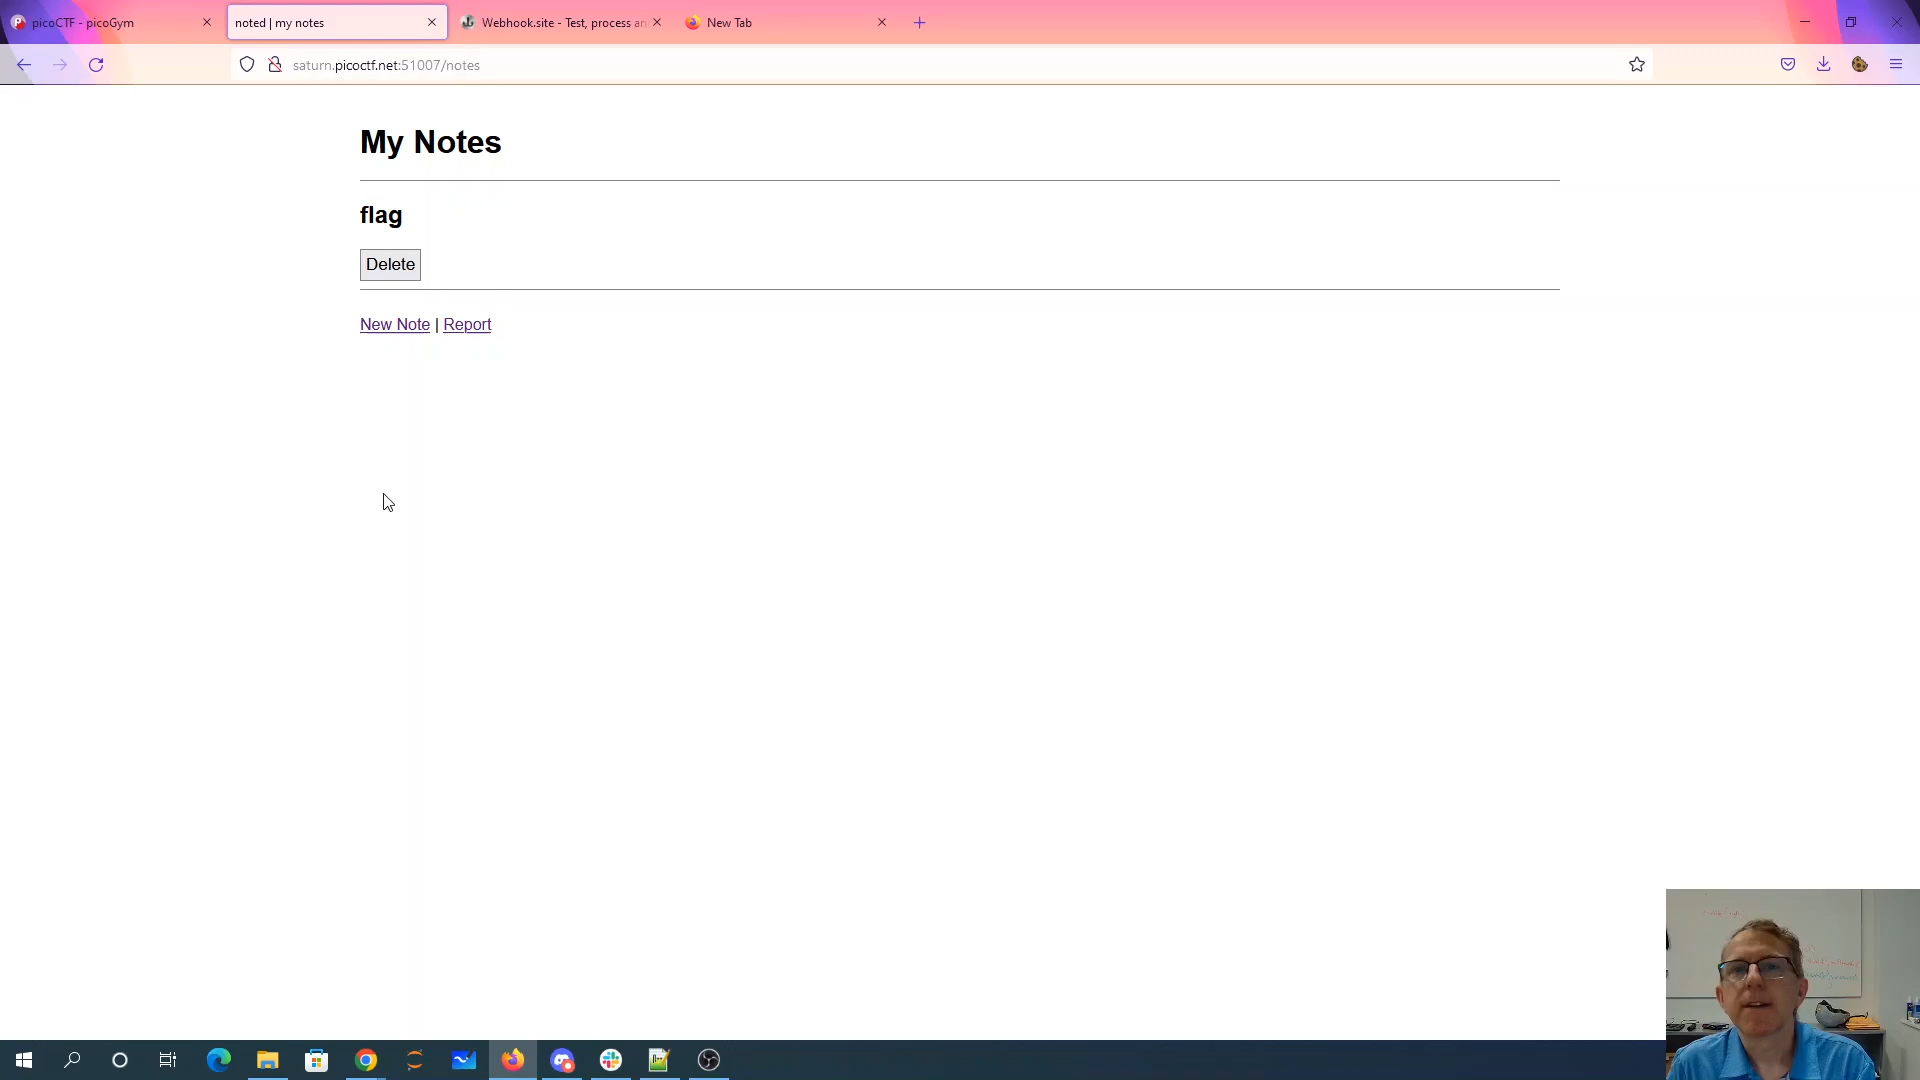 picoCTF - picoGym
noted | my notes
Webhook.site - Test, process an
New Tab
saturn.picoctf.net:51007/notes
My Notes
flag
Delete
New Note | Report